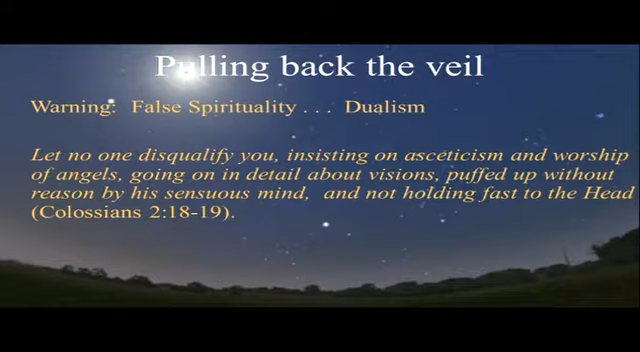 Pulling back the veil
Warning: False Spirituality . . . Dualism
Let no one disqualify you, insisting on asceticism and worship
of angels, going on in detail about visions, puffed up without
reason by his sensuous mind, and not holding fast to the Head
(Colossians 2:18-19).